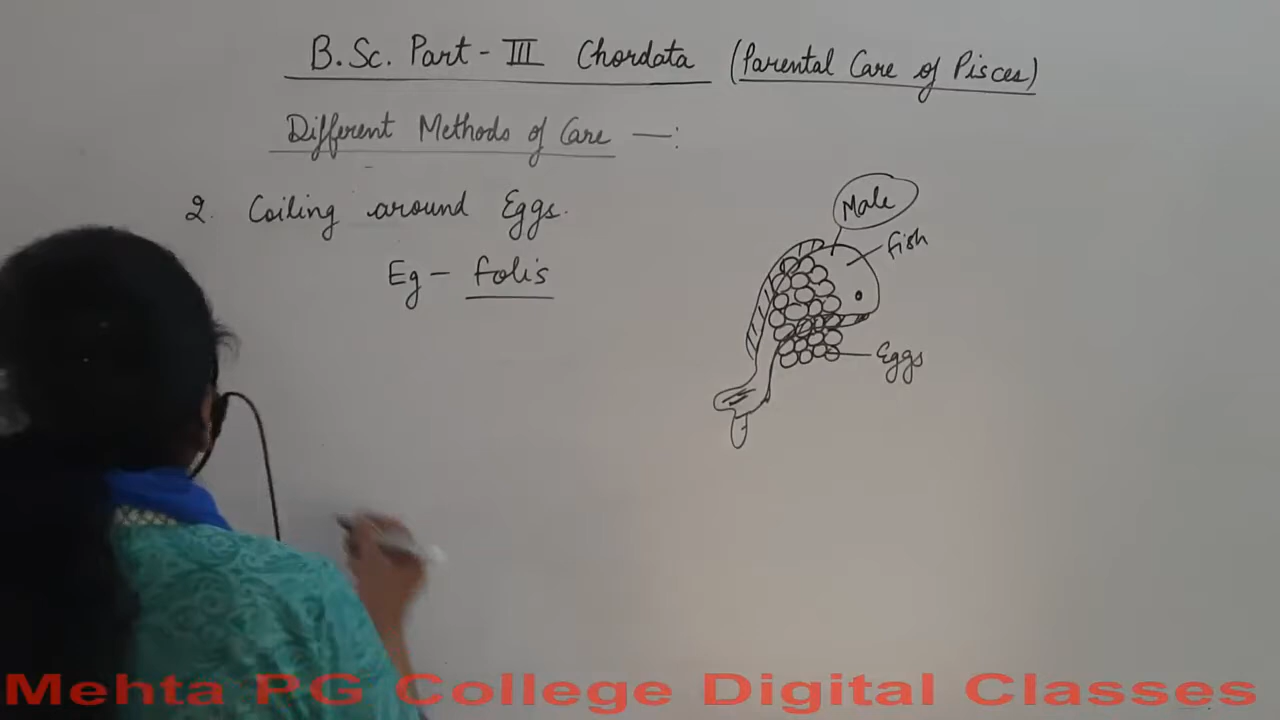 B.Sc. Part - III Chordata (Parental Care of Pisces)
Different Methods of Care —:
2. Coiling around Eggs.
Eg - folis
Male
fish
Eggs
Mehta PG College Digital Classes